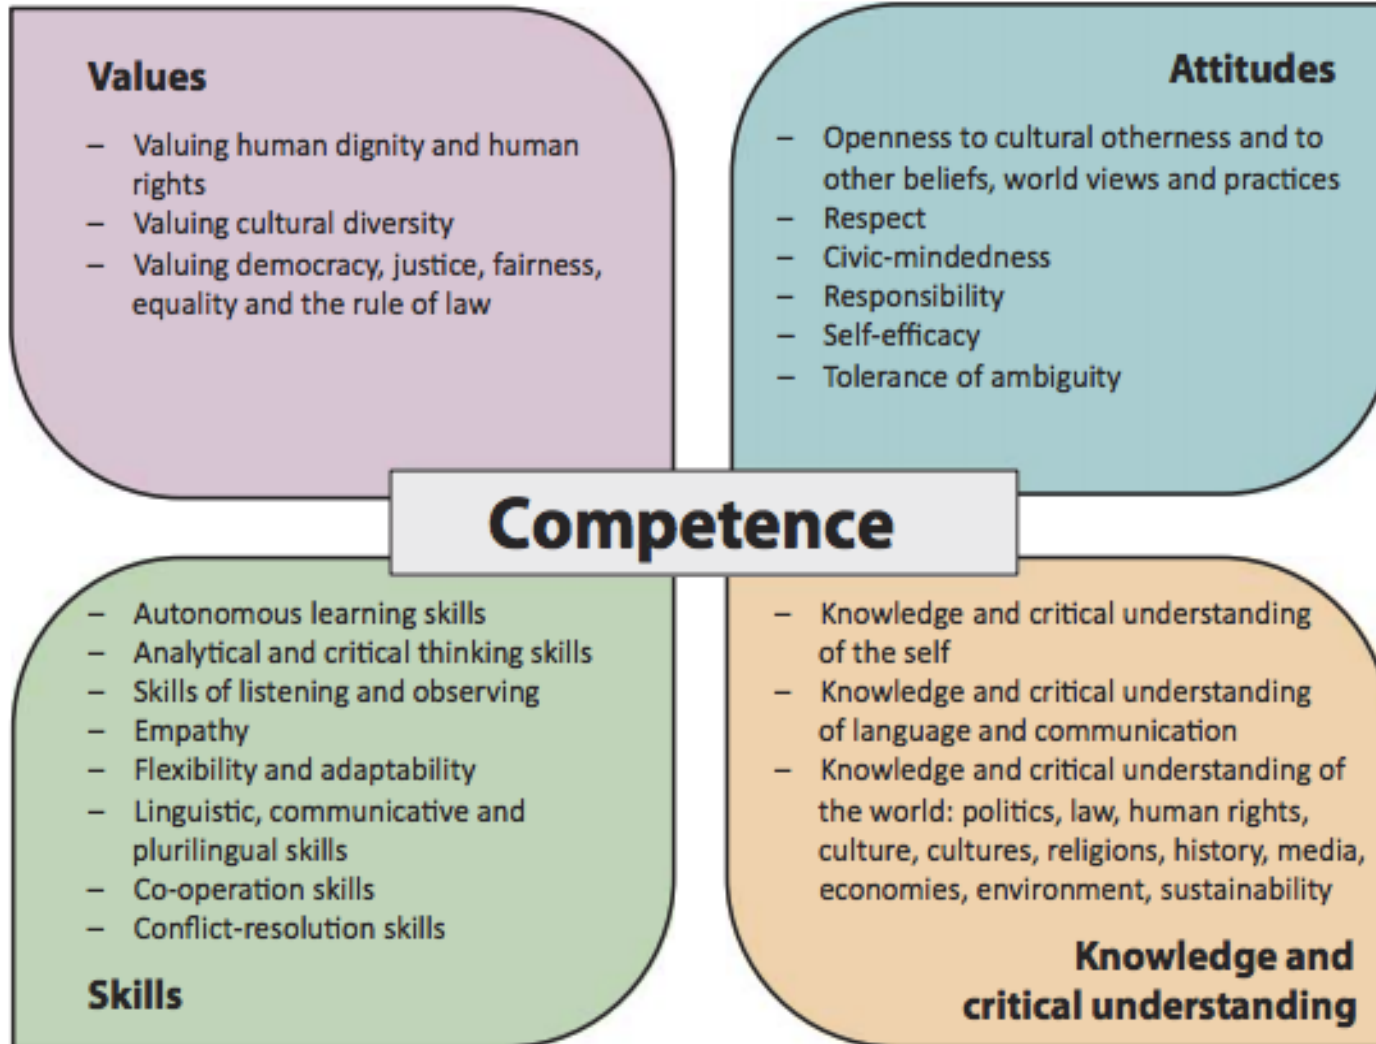 Values
– Valuing human dignity and human
rights
– Valuing cultural diversity
– Valuing democracy, justice, fairness,
equality and the rule of law
Attitudes
– Openness to cultural otherness and to
other beliefs, world views and practices
– Respect
– Civic-mindedness
– Responsibility
– Self-efficacy
– Tolerance of ambiguity
Competence
– Autonomous learning skills
– Analytical and critical thinking skills
– Skills of listening and observing
– Empathy
– Flexibility and adaptability
– Linguistic, communicative and
plurilingual skills
– Co-operation skills
– Conflict-resolution skills
Skills
– Knowledge and critical understanding
of the self
– Knowledge and critical understanding
of language and communication
– Knowledge and critical understanding of
the world: politics, law, human rights,
culture, cultures, religions, history, media,
economies, environment, sustainability
Knowledge and
critical understanding